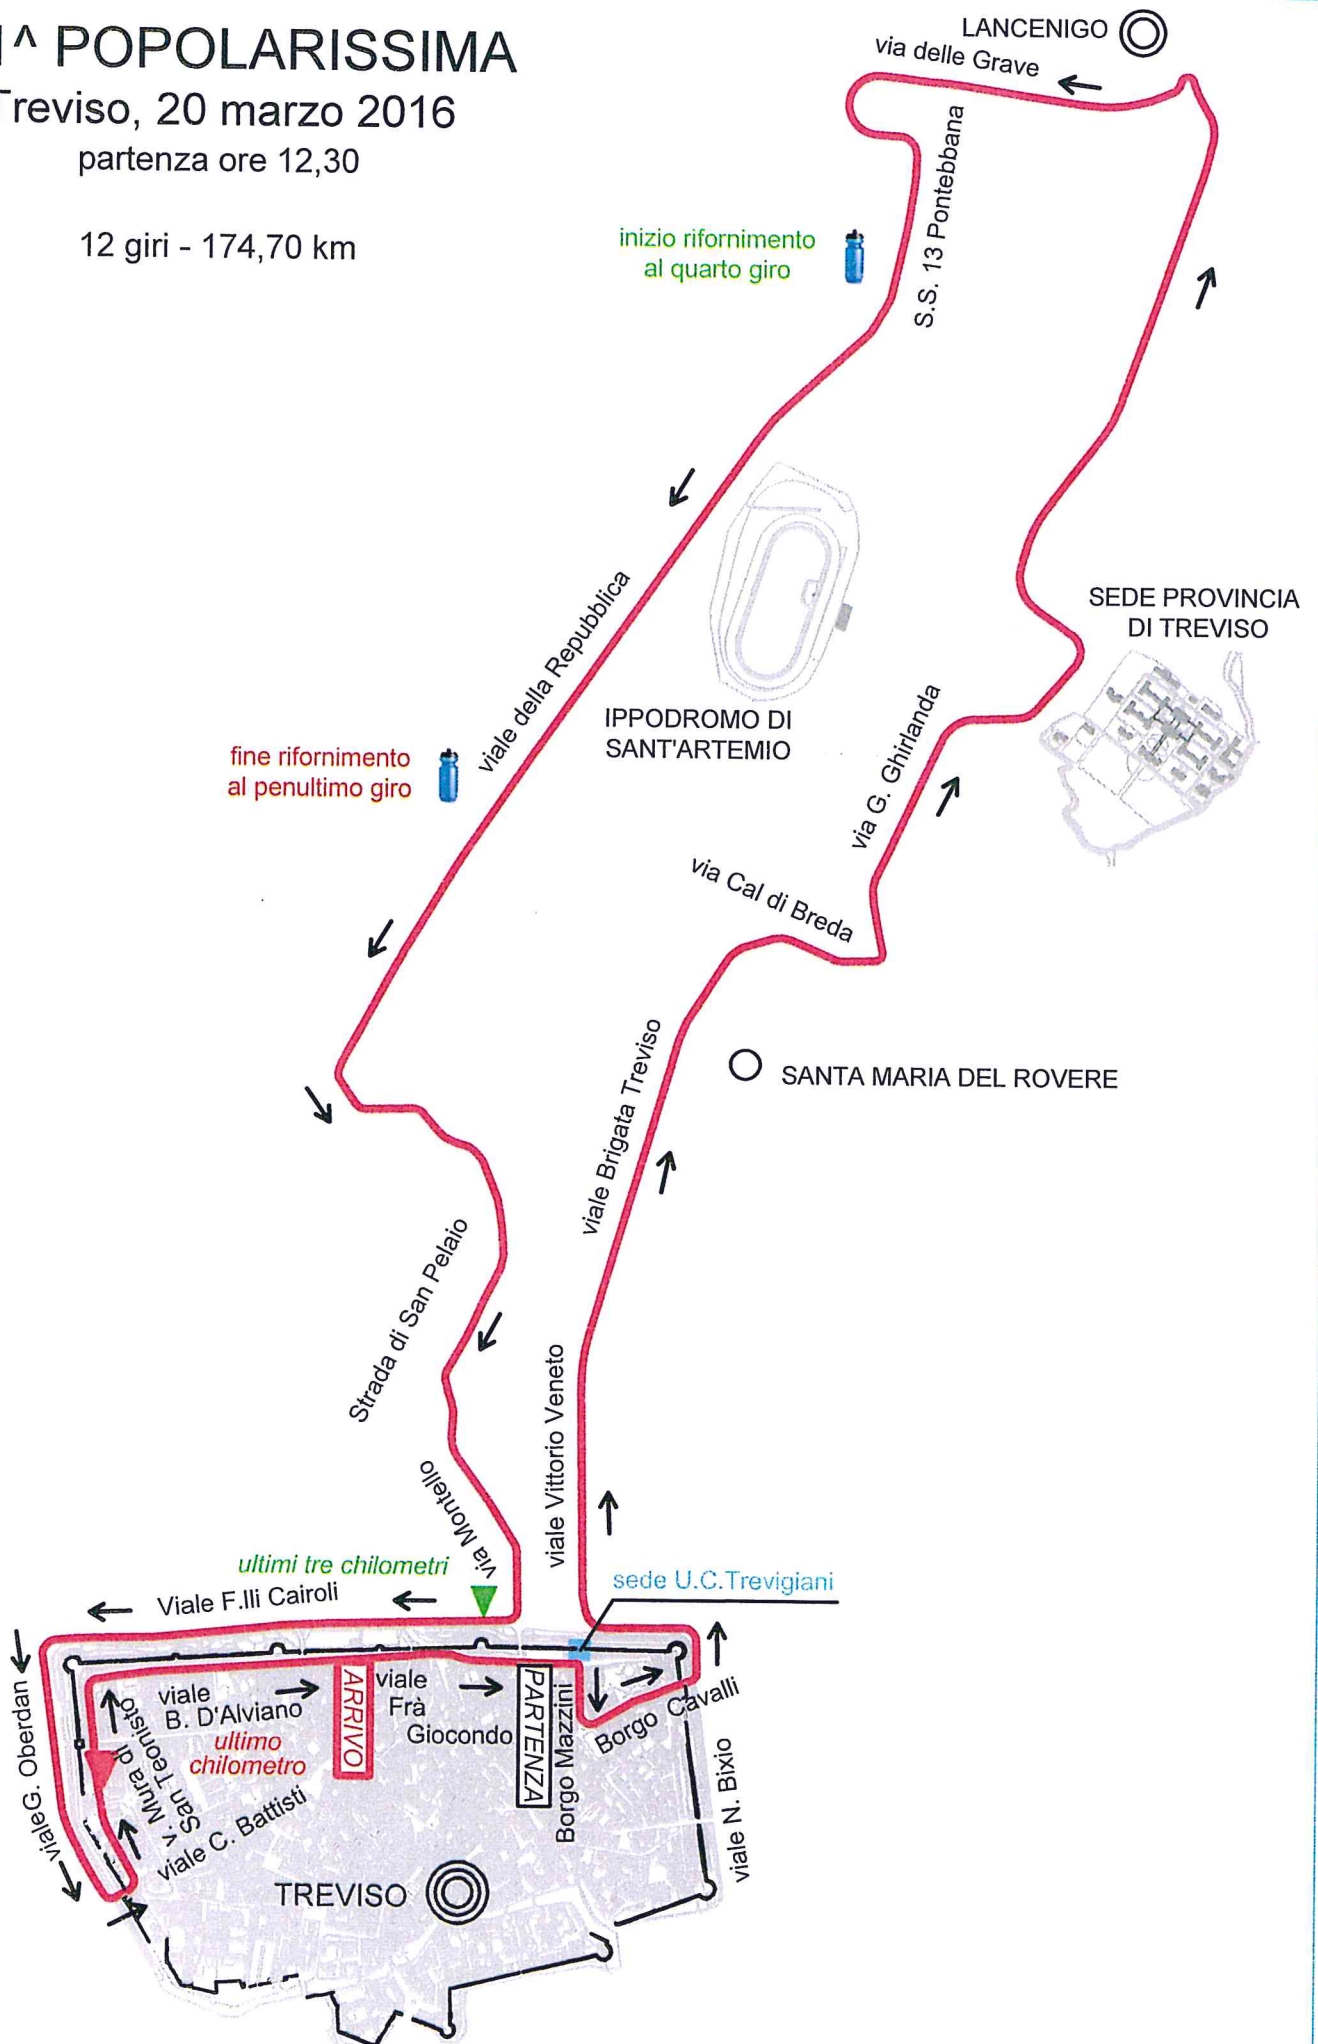 1^ POPOLARISSIMA
Treviso, 20 marzo 2016
partenza ore 12,30
12 giri - 174,70 km
LANCENIGO
via delle Grave
S.S. 13 Pontebbana
inizio rifornimento
al quarto giro
viale della Repubblica
IPPODROMO DI
SANT'ARTEMIO
SEDE PROVINCIA
DI TREVISO
fine rifornimento
al penultimo giro
via G. Ghirlanda
via Cal di Breda
viale Brigata Treviso
SANTA MARIA DEL ROVERE
Strada di San Pelaio
viale Vittorio Veneto
via Montello
ultimi tre chilometri
Viale F.lli Cairoli
sede U.C.Trevigiani
vialeG. Oberdan
v. Mura di
San Teonisto
viale
B. D'Alviano
ultimo
chilometro
ARRIVO
viale
Frà
Giocondo
PARTENZA
Borgo Mazzini
Borgo Cavalli
viale N. Bixio
viale C. Battisti
TREVISO